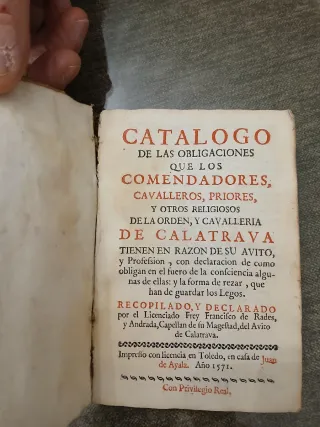 CATALOGO
DE LAS OBLIGACIONES
QUE LOS
COMENDADORES,
CAVALLEROS, PRIORES,
Y OTROS RELIGIOSOS
DE LA ORDEN, Y CAVALLERIA
DE CALATRAVA
TIENEN EN RAZON DE SU AVITO,
y Profession, con declaracion de como
obligan en el fuero de la consciencia algu-
nas de ellas: y la forma de rezar, que
han de guardar los Legos.
RECOPILADO, Y DECLARADO
por el Licenciado Frey Francisco de Rades,
y Andrada, Capellan de su Magestad, del Avito
de Calatrava.
Impresso con licencia en Toledo, en casa de Juan
de Ayala. Año 1571.
Con Privilegio Real,